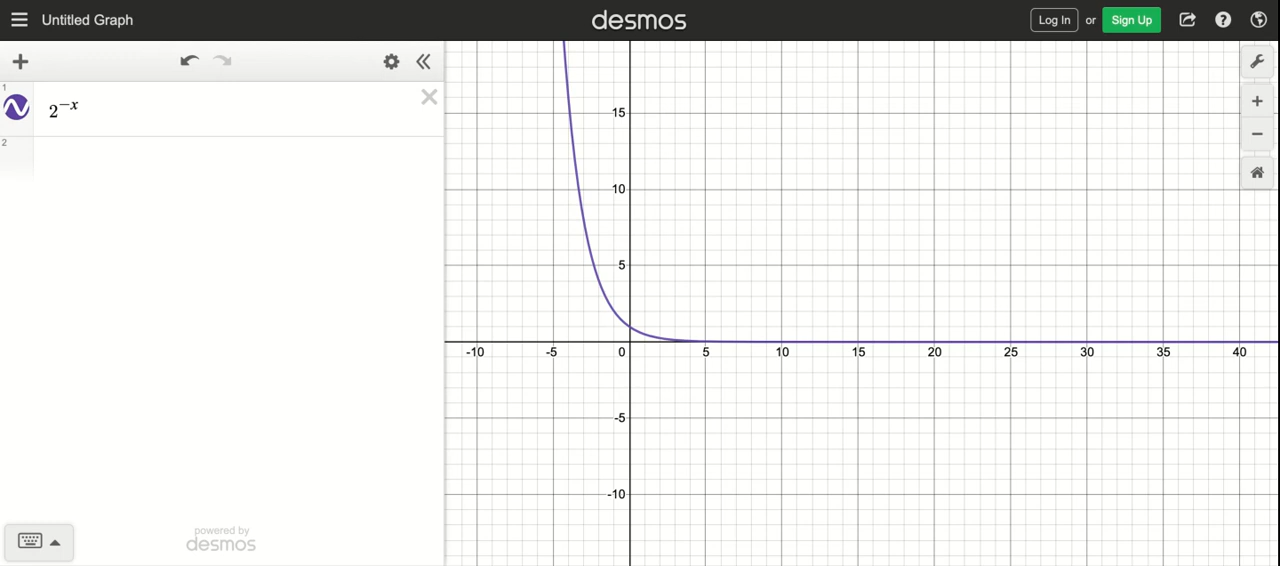 Untitled Graph
desmos
Log In or Sign Up
1
2⁻ˣ
2
powered by
desmos
15
10
5
-10 -5 0 5 10 15 20 25 30 35 40
-5
-10